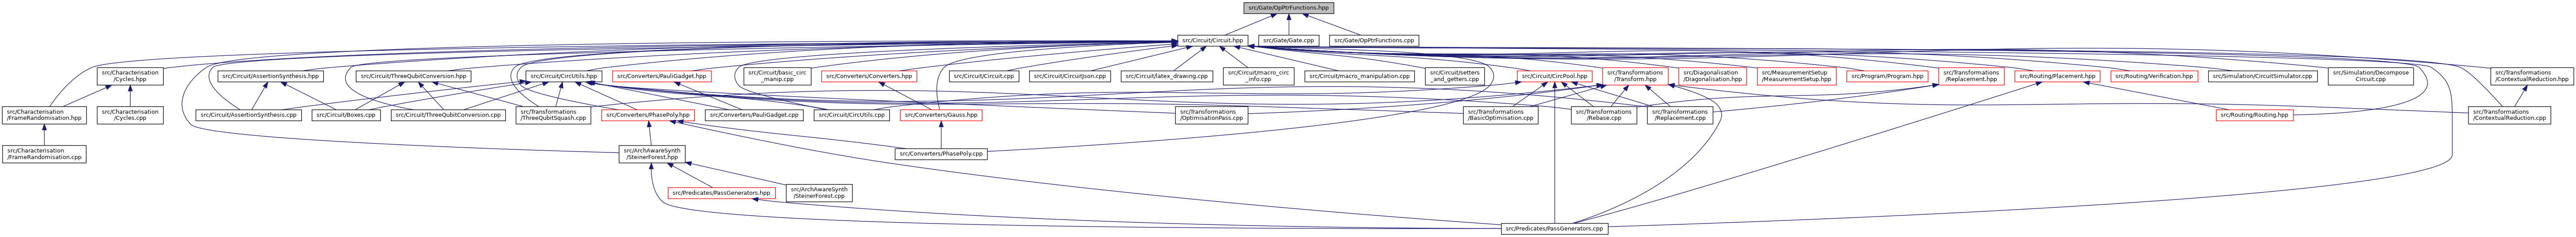 src/Gate/OpPtrFunctions.hpp
src/Circuit/Circuit.hpp
src/Gate/Gate.cpp
src/Gate/OpPtrFunctions.cpp
src/Characterisation
/Cycles.hpp
src/Circuit/AssertionSynthesis.hpp
src/Circuit/ThreeQubitConversion.hpp
src/Circuit/CircUtils.hpp
src/Converters/PauliGadget.hpp
src/Circuit/basic_circ
_manip.cpp
src/Converters/Converters.hpp
src/Circuit/Circuit.cpp
src/Circuit/CircuitJson.cpp
src/Circuit/latex_drawing.cpp
src/Circuit/macro_circ
_info.cpp
src/Circuit/macro_manipulation.cpp
src/Circuit/setters
_and_getters.cpp
src/Circuit/CircPool.hpp
src/Transformations
/Transform.hpp
src/Diagonalisation
/Diagonalisation.hpp
src/MeasurementSetup
/MeasurementSetup.hpp
src/Program/Program.hpp
src/Transformations
/Replacement.hpp
src/Routing/Placement.hpp
src/Routing/Verification.hpp
src/Simulation/CircuitSimulator.cpp
src/Simulation/Decompose
Circuit.cpp
src/Transformations
/ContextualReduction.hpp
src/Characterisation
/FrameRandomisation.hpp
src/Characterisation
/Cycles.cpp
src/Circuit/AssertionSynthesis.cpp
src/Circuit/Boxes.cpp
src/Circuit/ThreeQubitConversion.cpp
src/Transformations
/ThreeQubitSquash.cpp
src/Converters/PhasePoly.hpp
src/Converters/PauliGadget.cpp
src/Circuit/CircUtils.cpp
src/Converters/Gauss.hpp
src/Transformations
/OptimisationPass.cpp
src/Transformations
/BasicOptimisation.cpp
src/Transformations
/Rebase.cpp
src/Transformations
/Replacement.cpp
src/Routing/Routing.hpp
src/Transformations
/ContextualReduction.cpp
src/Characterisation
/FrameRandomisation.cpp
src/ArchAwareSynth
/SteinerForest.hpp
src/Converters/PhasePoly.cpp
src/Predicates/PassGenerators.hpp
src/ArchAwareSynth
/SteinerForest.cpp
src/Predicates/PassGenerators.cpp